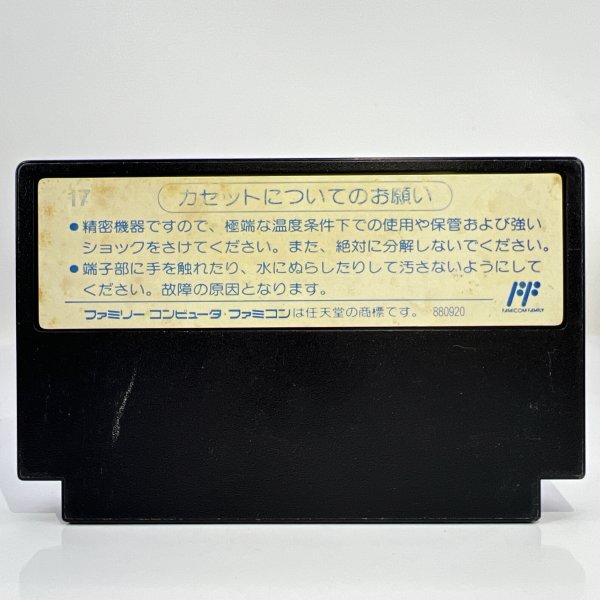 17
カセットについてのお願い
●精密機器ですので、極端な温度条件下での使用や保管および強い
ショックをさけてください。また、絶対に分解しないでください。
●端子部に手を触れたり、水にぬらしたりして汚さないようにして
ください。故障の原因となります。
ファミリー コンピュータ・ファミコンは任天堂の商標です。 880920
FAMICOM FAMILY